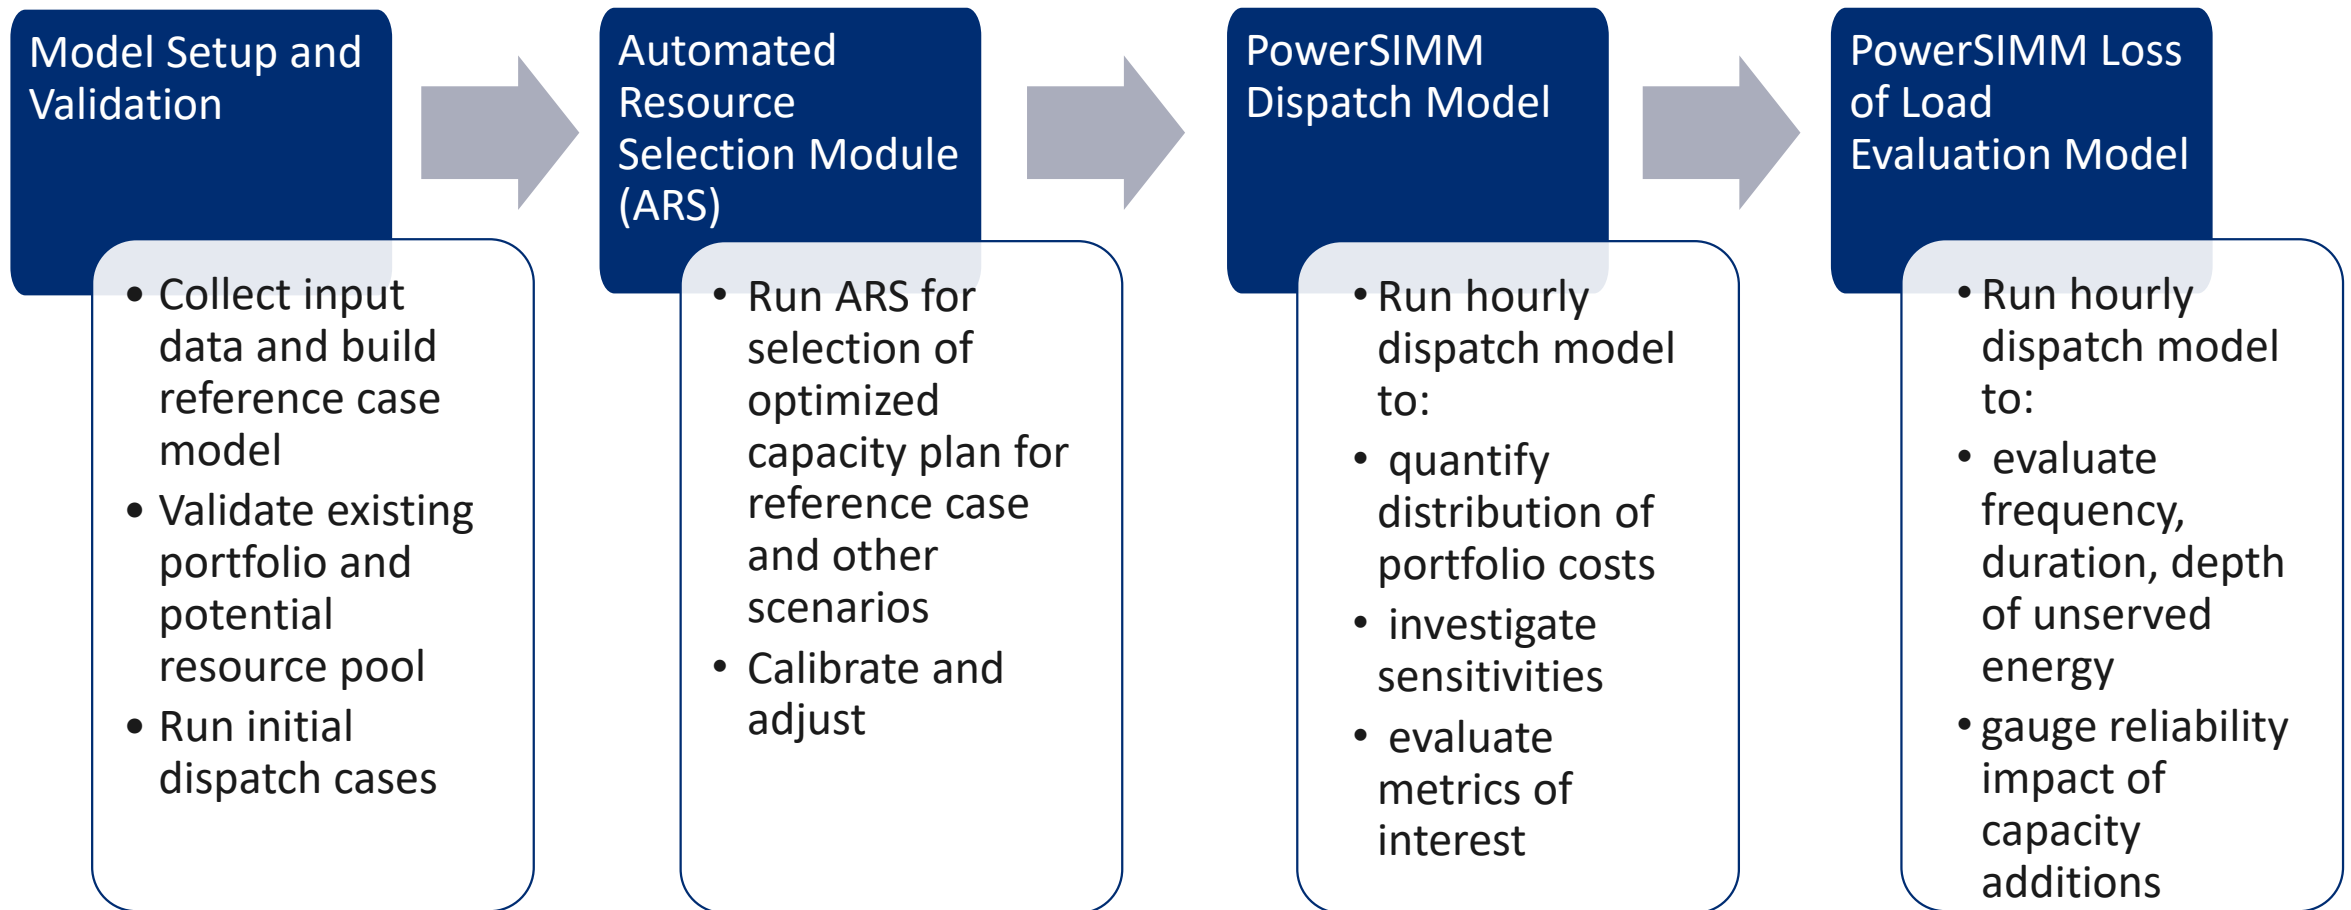 Model Setup and
Validation
• Collect input
data and build
reference case
model
• Validate existing
portfolio and
potential
resource pool
• Run initial
dispatch cases
Automated
Resource
Selection Module
(ARS)
• Run ARS for
selection of
optimized
capacity plan for
reference case
and other
scenarios
• Calibrate and
adjust
PowerSIMM
Dispatch Model
• Run hourly
dispatch model
to:
• quantify
distribution of
portfolio costs
• investigate
sensitivities
• evaluate
metrics of
interest
PowerSIMM Loss
of Load
Evaluation Model
• Run hourly
dispatch model
to:
• evaluate
frequency,
duration, depth
of unserved
energy
• gauge reliability
impact of
capacity
additions